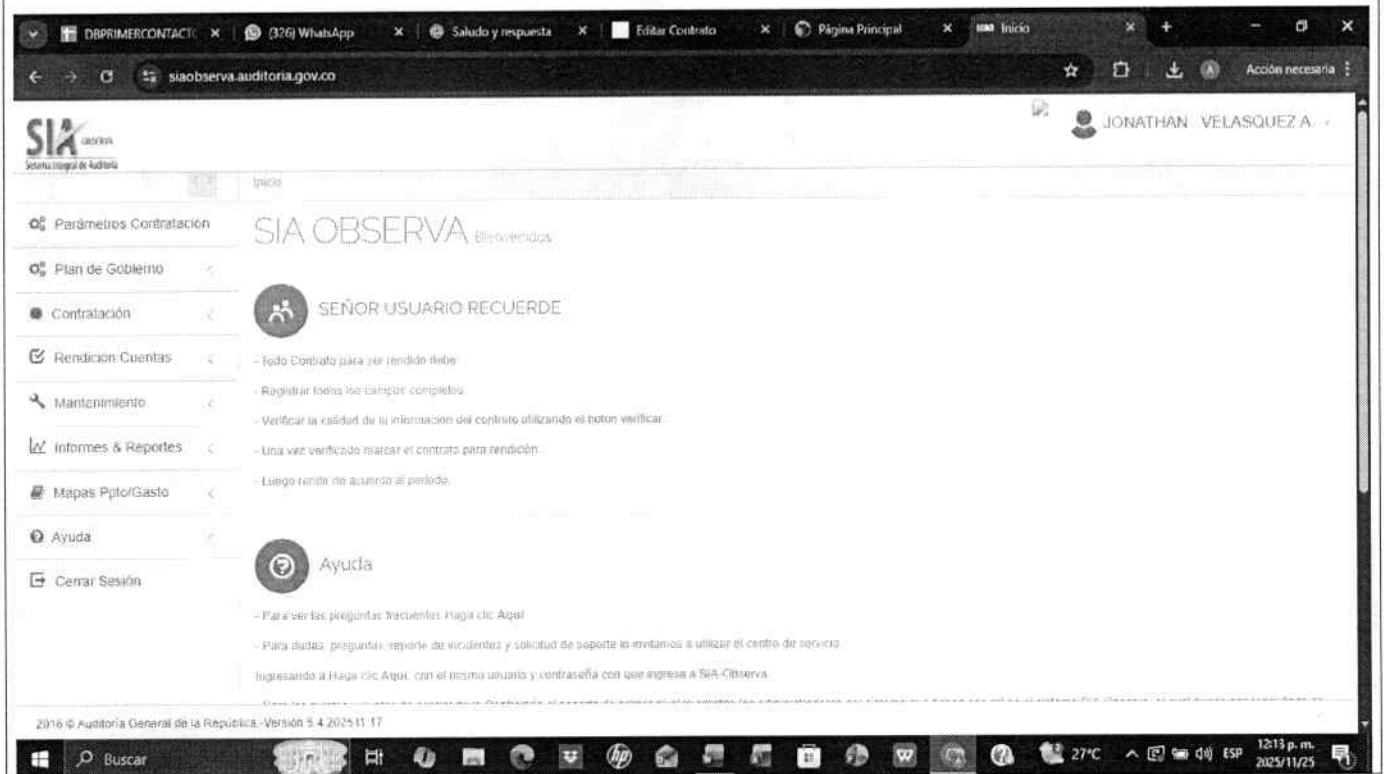 DBPRIMERCONTACTO
(326) WhatsApp
Saludo y respuesta
Editar Contrato
Página Principal
Inicio
siaobserva.auditoria.gov.co
Acción necesaria
SIA OBSERVA
Sistema Integral de Auditoría
JONATHAN VELASQUEZ A.
Inicio
Parámetros Contratación
Plan de Gobierno
Contratación
Rendición Cuentas
Mantenimiento
Informes & Reportes
Mapas Ppto/Gasto
Ayuda
Cerrar Sesión
SIA OBSERVA Bienvenidos
SEÑOR USUARIO RECUERDE
- Todo Contrato para ser rendido debe:
- Registrar todos los campos completos.
- Verificar la calidad de la información del contrato utilizando el boton verificar.
- Una vez verificado marcar el contrato para rendición.
- Luego rendir de acuerdo al periodo.
Ayuda
- Para ver las preguntas frecuentes Haga clic Aquí
- Para dudas, preguntas, reporte de incidentes y solicitud de soporte lo invitamos a utilizar el centro de servicio
Ingresando a Haga clic Aquí, con el mismo usuario y contraseña con que ingresa a SIA-Observa
2016 © Auditoría General de la República -Versión 5.4.20251117
Buscar
27°C
ESP
12:13 p. m.
2025/11/25